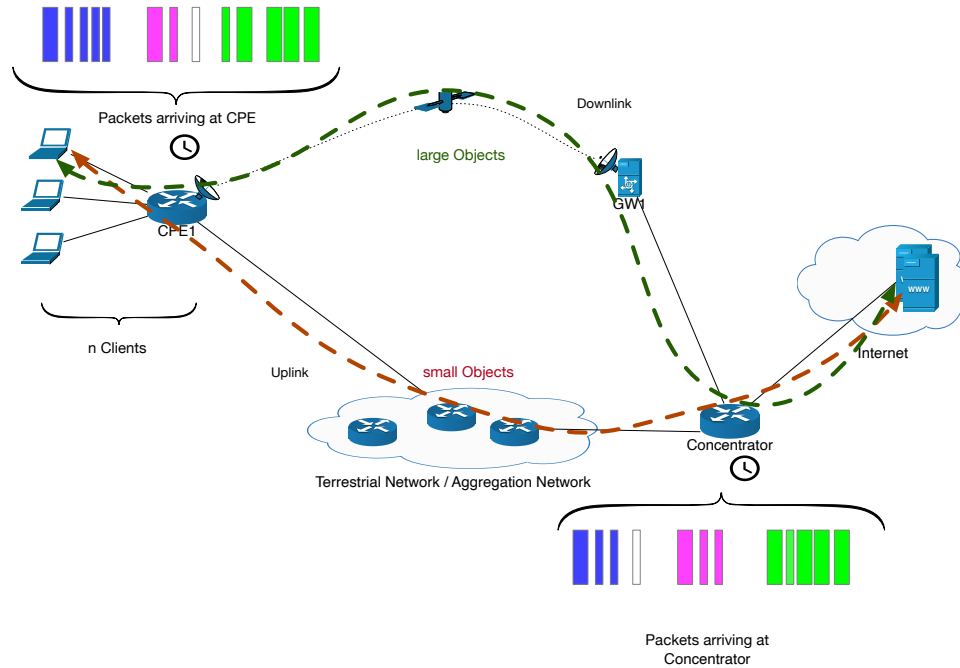 Packets arriving at CPE
Downlink
large Objects
GW1
CPE1
www
n Clients
Uplink
small Objects
Internet
Concentrator
Terrestrial Network / Aggregation Network
Packets arriving at
Concentrator